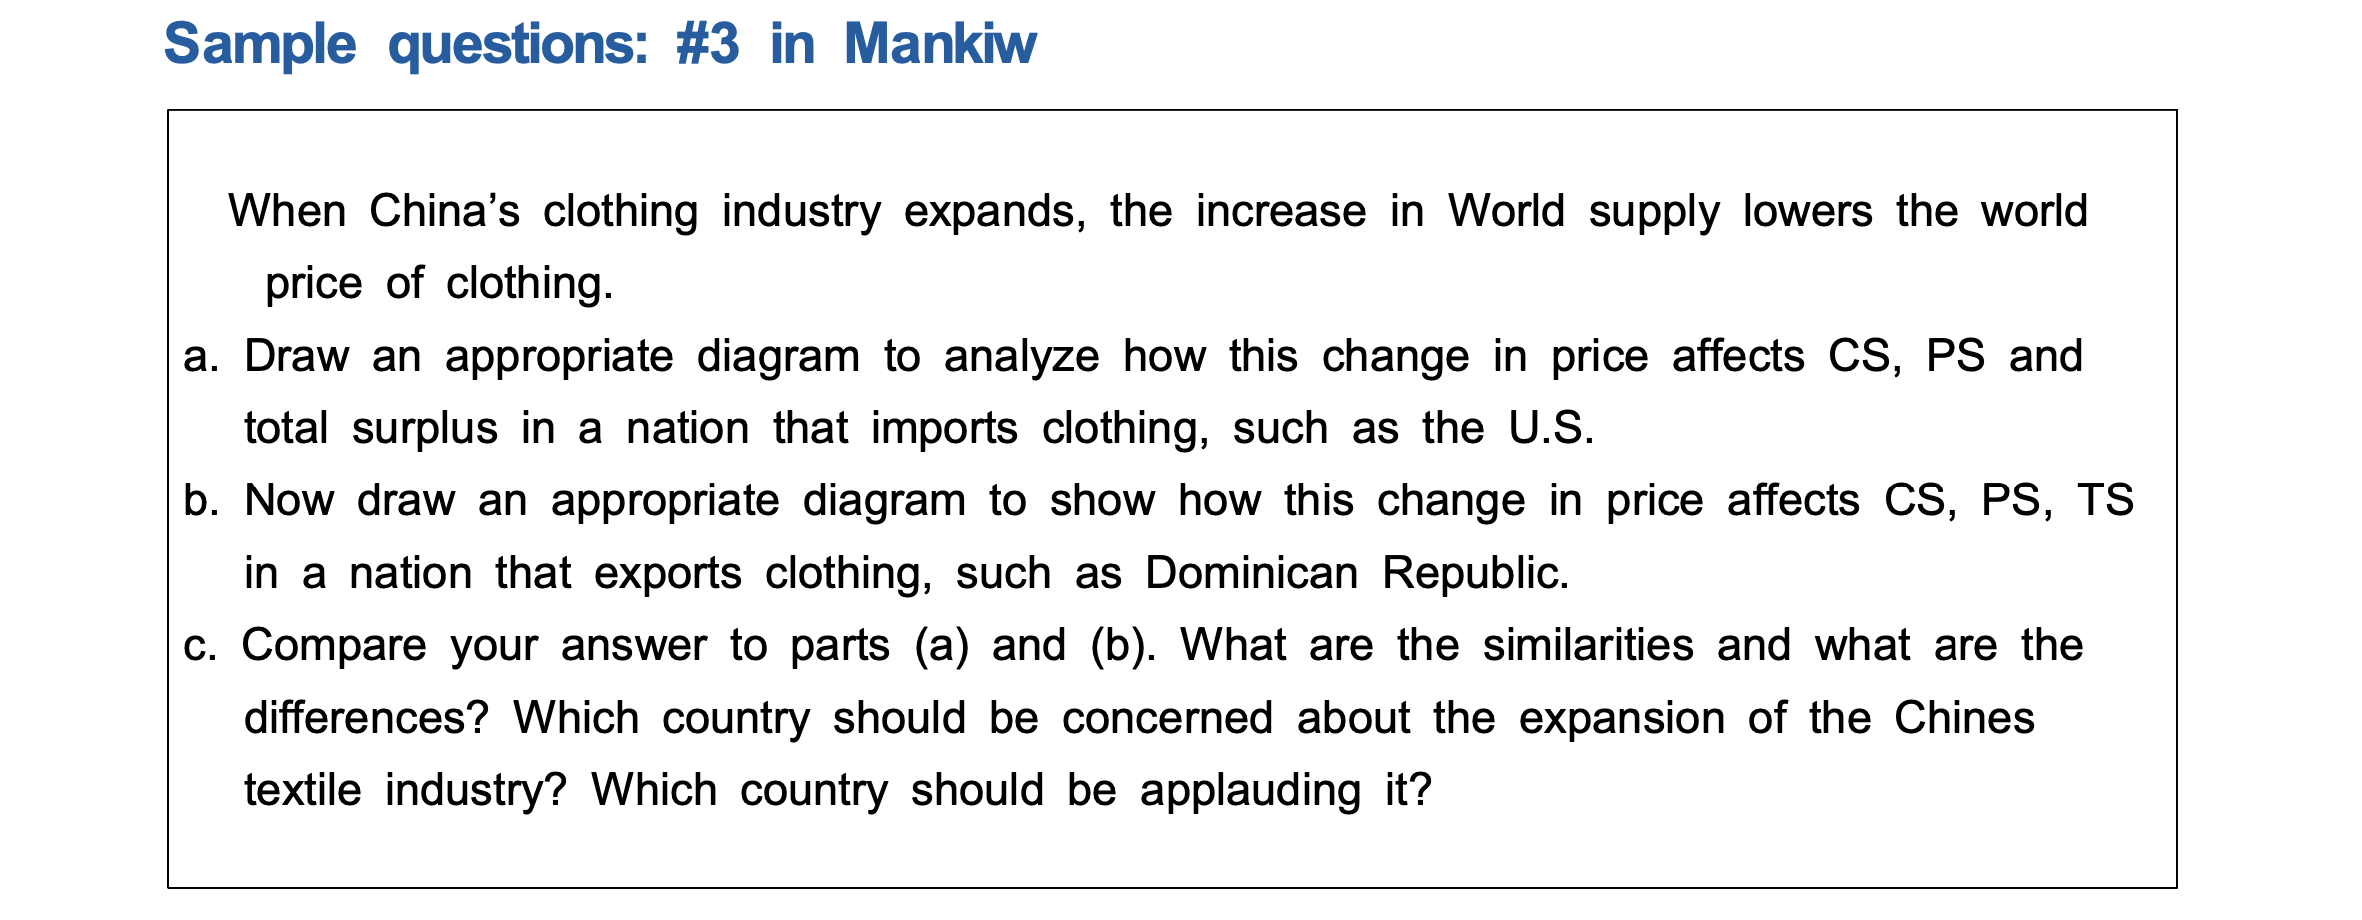 Sample questions: #3 in Mankiw
When China’s clothing industry expands, the increase in World supply lowers the world
price of clothing.
a. Draw an appropriate diagram to analyze how this change in price affects CS, PS and
total surplus in a nation that imports clothing, such as the U.S.
b. Now draw an appropriate diagram to show how this change in price affects CS, PS, TS
in a nation that exports clothing, such as Dominican Republic.
c. Compare your answer to parts (a) and (b). What are the similarities and what are the
differences? Which country should be concerned about the expansion of the Chines
textile industry? Which country should be applauding it?